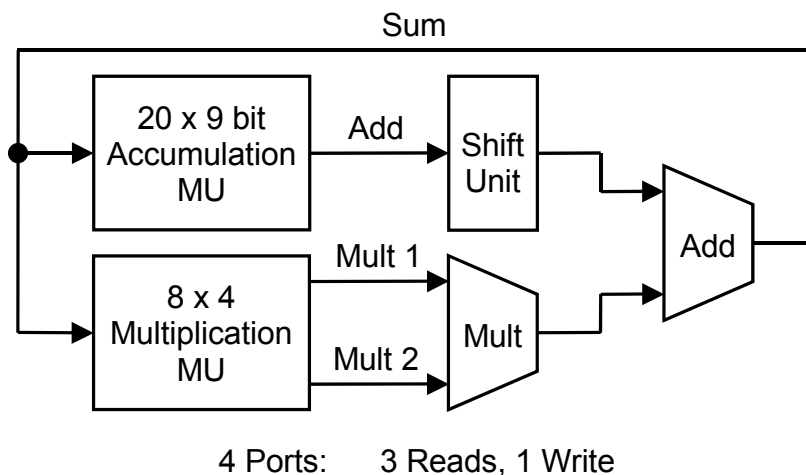 Sum
20 x 9 bit
Accumulation
MU
Add
Shift
Unit
Add
8 x 4
Multiplication
MU
Mult 1
Mult 2
Mult
4 Ports: 3 Reads, 1 Write